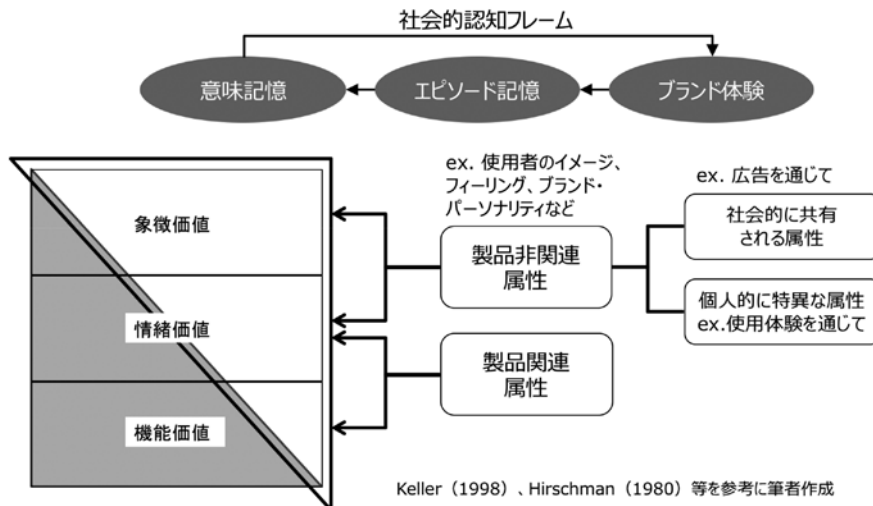 社会的認知フレーム
意味記憶
エピソード記憶
ブランド体験
ex. 使用者のイメージ、
フィーリング、ブランド・
パーソナリティなど
ex. 広告を通じて
象徴価値
製品非関連
属性
社会的に共有
される属性
個人的に特異な属性
ex.使用体験を通じて
情緒価値
製品関連
属性
機能価値
Keller（1998）、Hirschman（1980）等を参考に筆者作成